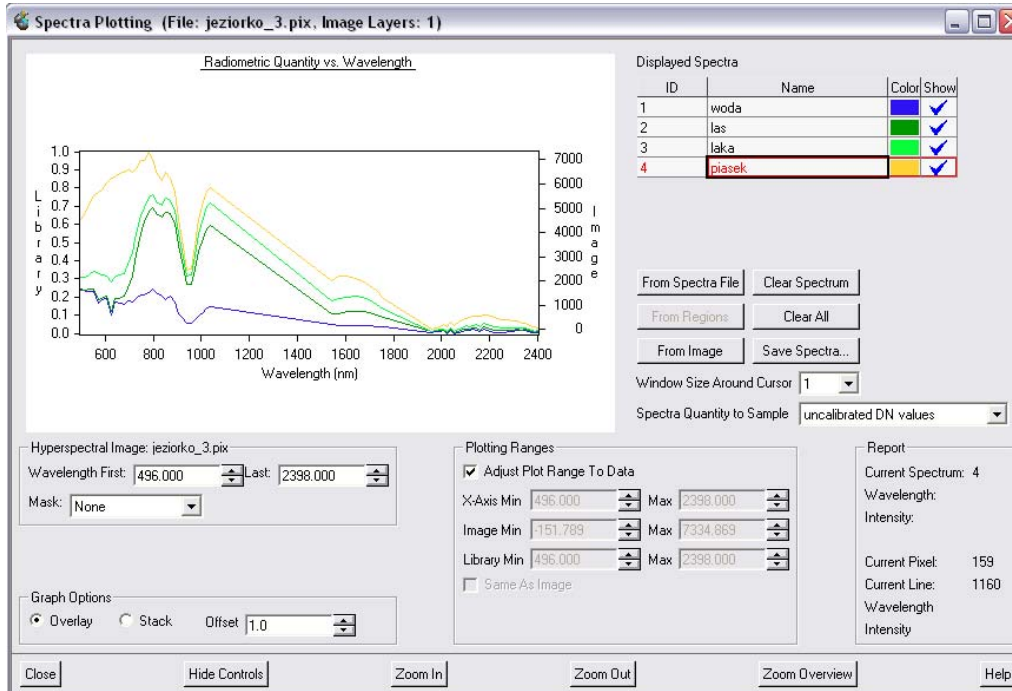 Spectra Plotting (File: jeziorko_3.pix, Image Layers: 1)
Radiometric Quantity vs. Wavelength
Library
1.0
0.9
0.8
0.7
0.6
0.5
0.4
0.3
0.2
0.1
0.0
7000
6000
5000
4000
3000
2000
1000
0
Image
600 800 1000 1200 1400 1600 1800 2000 2200 2400
Wavelength (nm)
Displayed Spectra
ID Name Color Show
1 woda
2 las
3 laka
4 piasek
From Spectra File Clear Spectrum
From Regions Clear All
From Image Save Spectra...
Window Size Around Cursor 1
Spectra Quantity to Sample uncalibrated DN values
Hyperspectral Image: jeziorko_3.pix
Wavelength First: 496.000 Last: 2398.000
Mask: None
Graph Options
Overlay Stack Offset 1.0
Plotting Ranges
Adjust Plot Range To Data
X-Axis Min 496.000 Max 2398.000
Image Min -151.789 Max 7334.869
Library Min 496.000 Max 2398.000
Same As Image
Report
Current Spectrum: 4
Wavelength:
Intensity:
Current Pixel: 159
Current Line: 1160
Wavelength
Intensity
Close Hide Controls Zoom In Zoom Out Zoom Overview Help